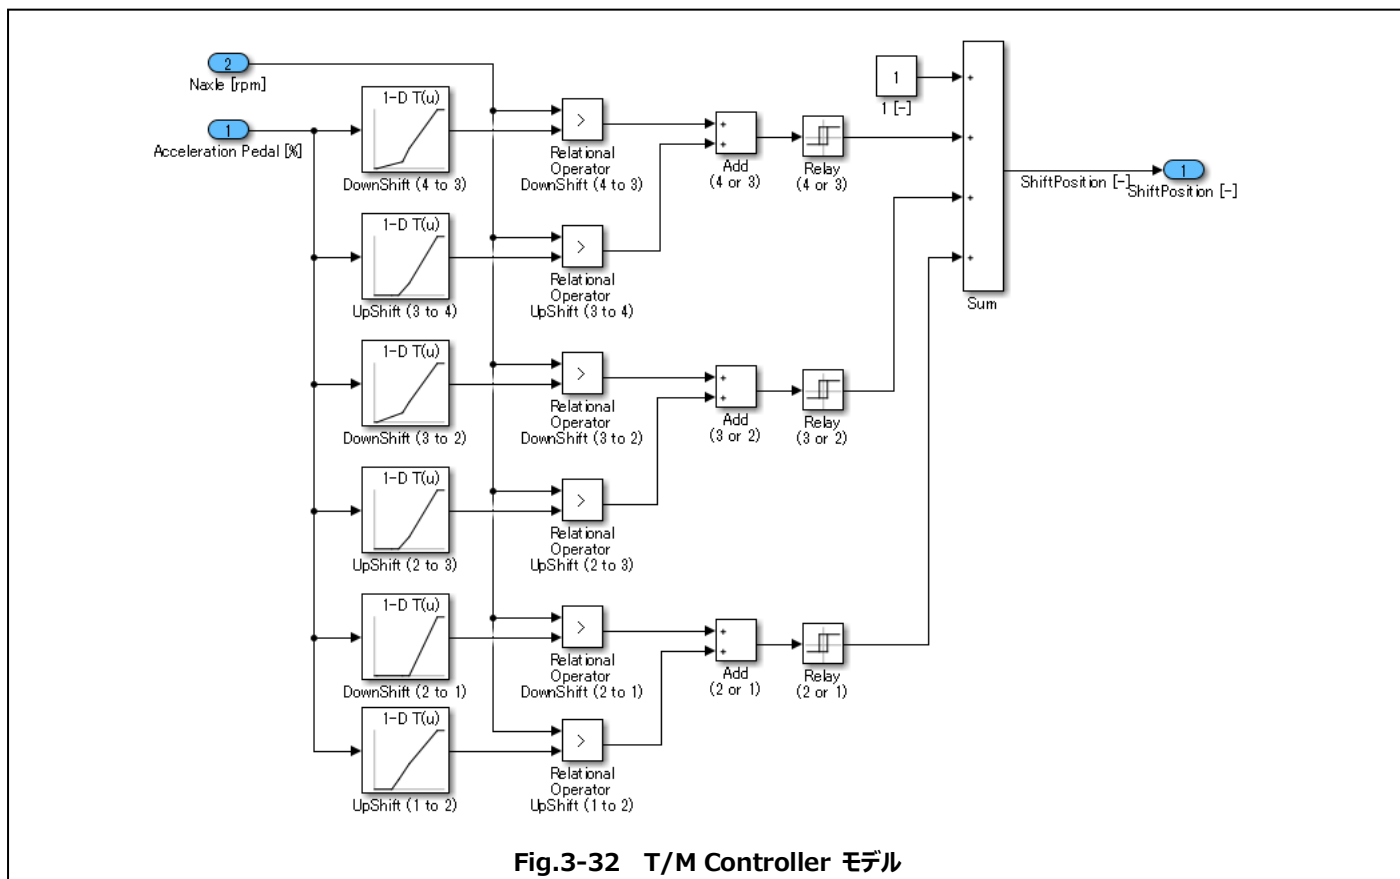 2
Naxle [rpm]
1
Acceleration Pedal [%]
1-D T(u)
DownShift (4 to 3)
>
Relational
Operator
DownShift (4 to 3)
+
+
Add
(4 or 3)
Relay
(4 or 3)
1
1 [-]
+
+
+
+
Sum
ShiftPosition [-]
1
ShiftPosition [-]
1-D T(u)
UpShift (3 to 4)
>
Relational
Operator
UpShift (3 to 4)
1-D T(u)
DownShift (3 to 2)
>
Relational
Operator
DownShift (3 to 2)
+
+
Add
(3 or 2)
Relay
(3 or 2)
1-D T(u)
UpShift (2 to 3)
>
Relational
Operator
UpShift (2 to 3)
1-D T(u)
DownShift (2 to 1)
>
Relational
Operator
DownShift (2 to 1)
+
+
Add
(2 or 1)
Relay
(2 or 1)
1-D T(u)
UpShift (1 to 2)
>
Relational
Operator
UpShift (1 to 2)
Fig.3-32 T/M Controller モデル